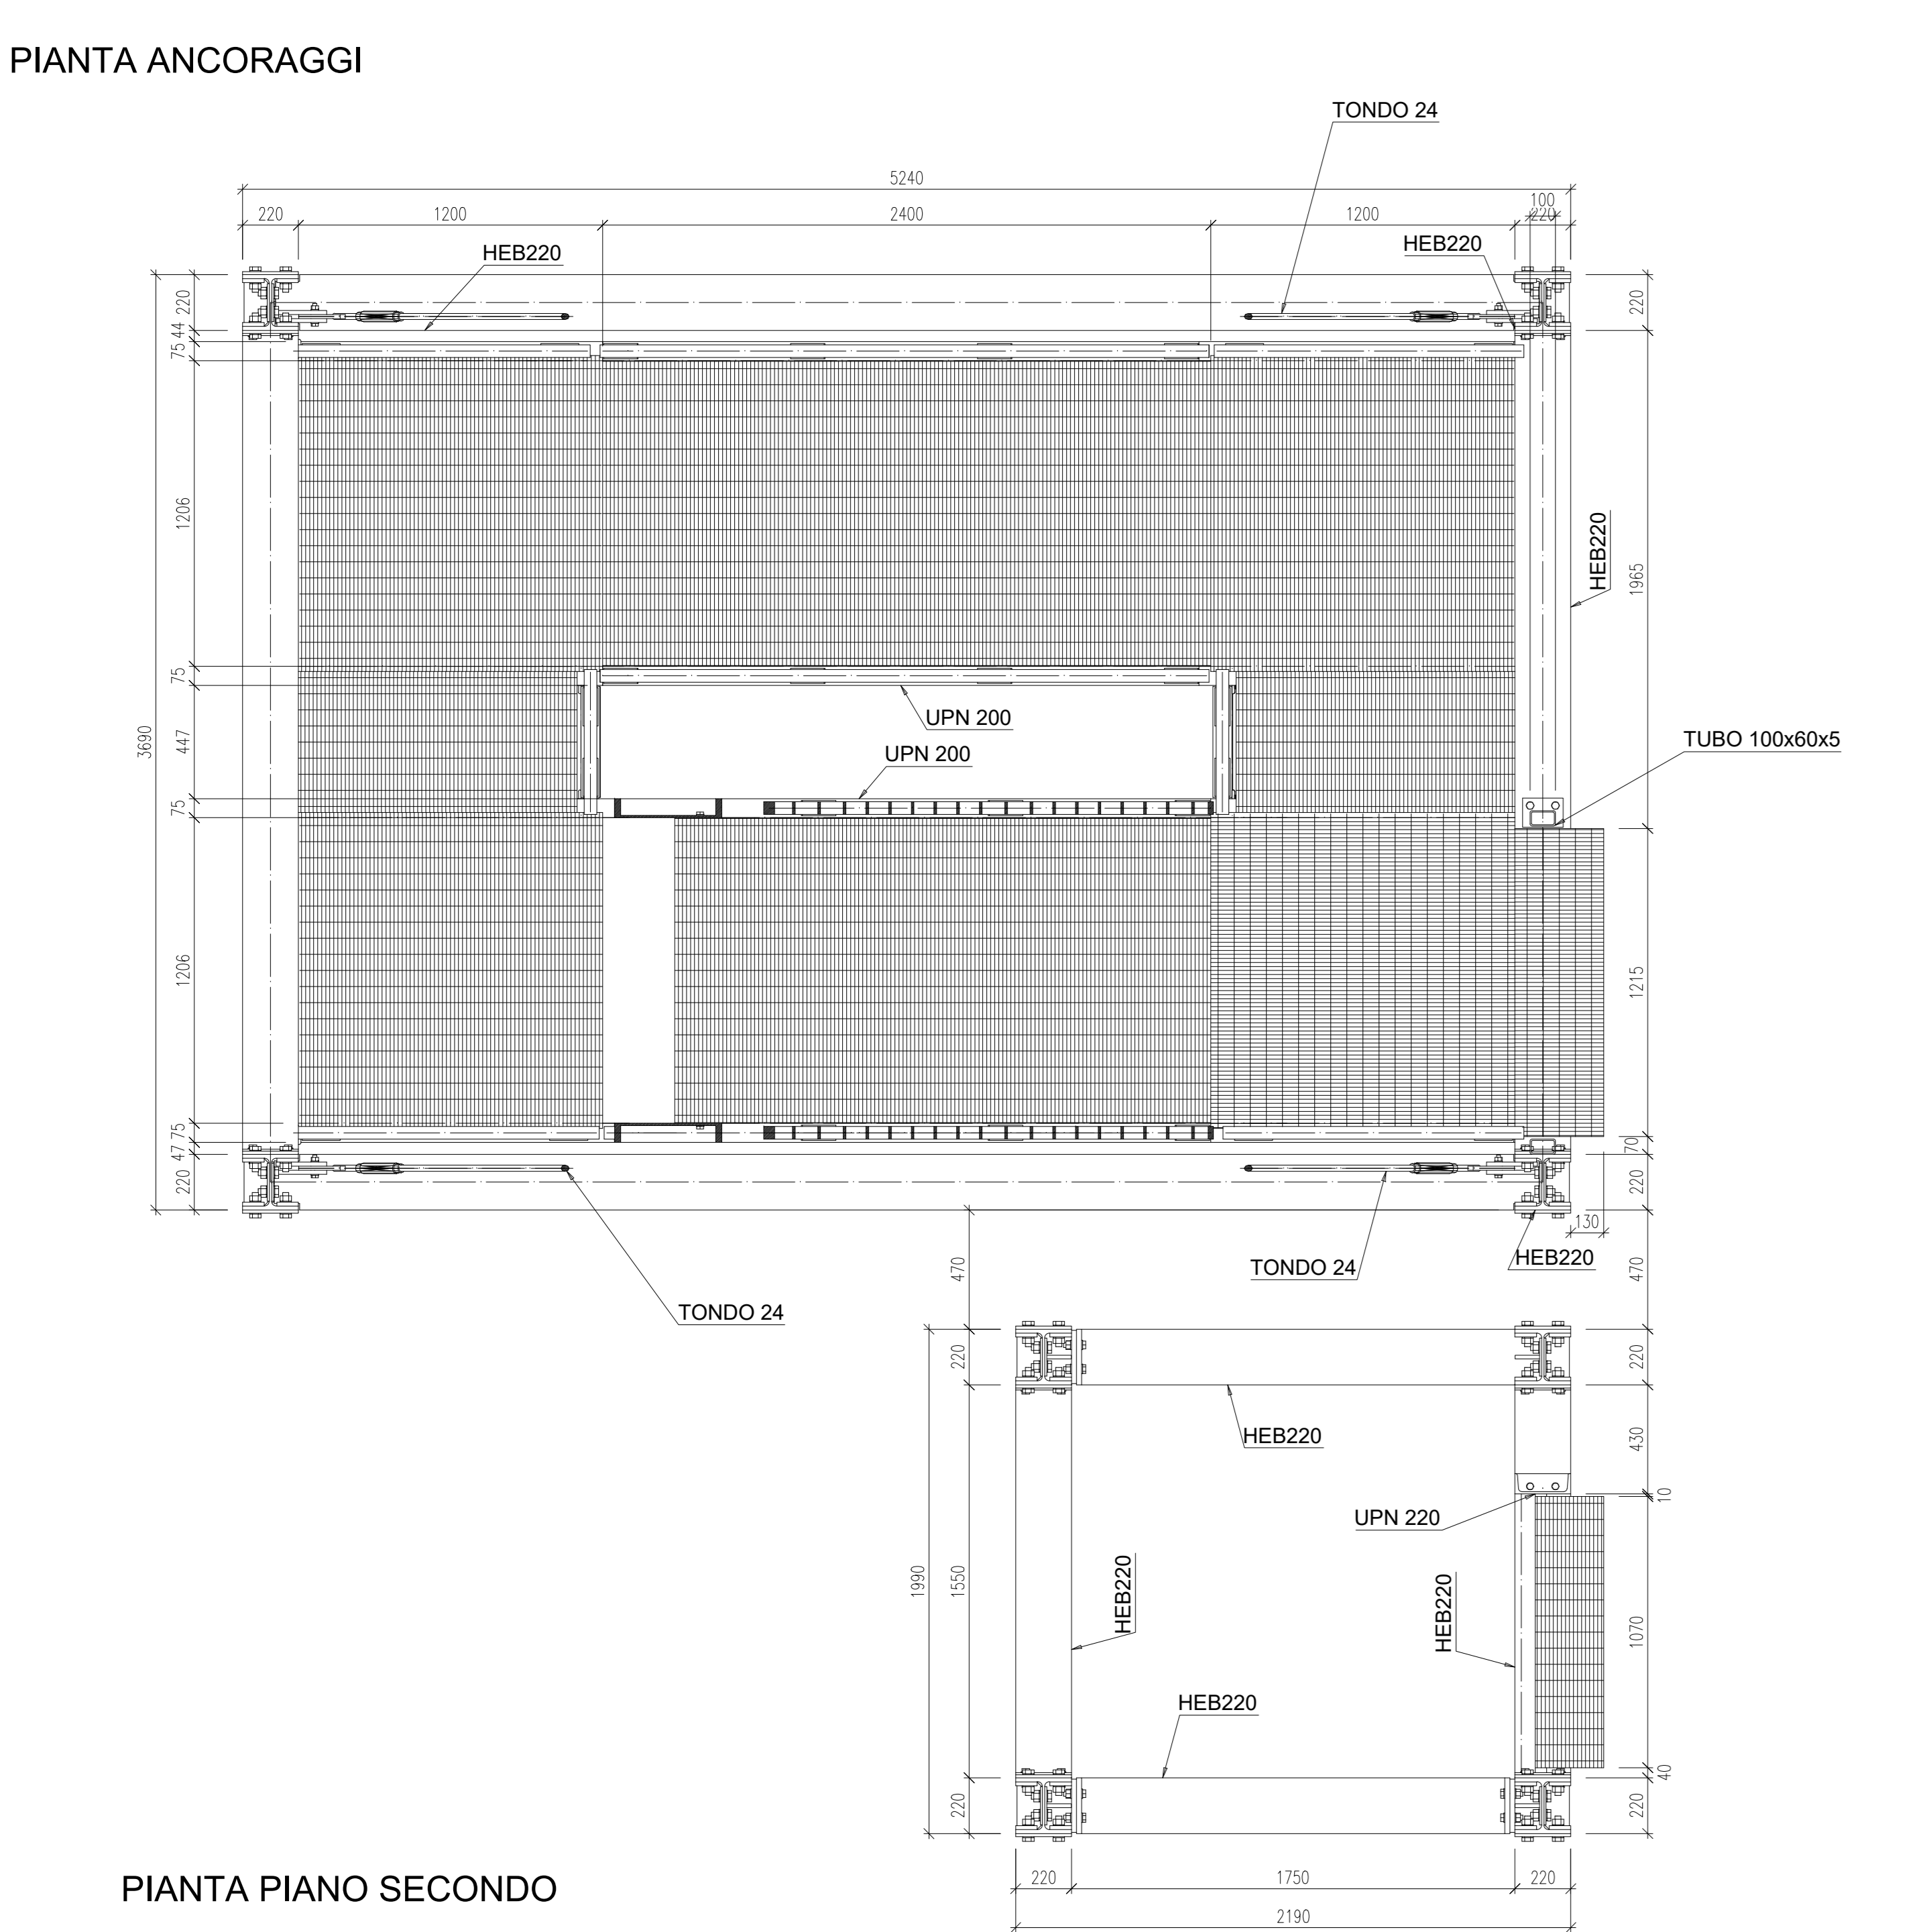 PIANTA ANCORAGGI
TONDO 24
5240
220
1200
2400
1200
100
220
HEB220
HEB220
220
44
75
1206
75
447
75
1206
75
47
220
3690
220
1965
HEB220
UPN 200
UPN 200
TUBO 100x60x5
1215
70
220
130
HEB220
TONDO 24
TONDO 24
470
470
220
220
HEB220
430
10
UPN 220
1990
1550
HEB220
HEB220
1070
HEB220
40
220
220
PIANTA PIANO SECONDO
220
1750
220
2190